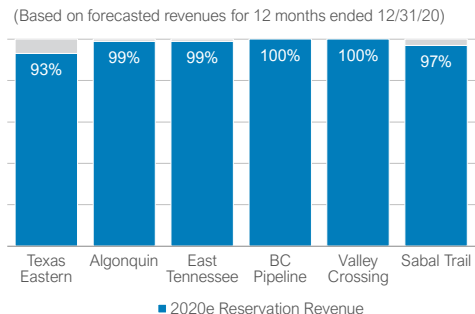 (Based on forecasted revenues for 12 months ended 12/31/20)
93% 99% 99% 100% 100% 97%
Texas Eastern Algonquin East Tennessee BC Pipeline Valley Crossing Sabal Trail
2020e Reservation Revenue